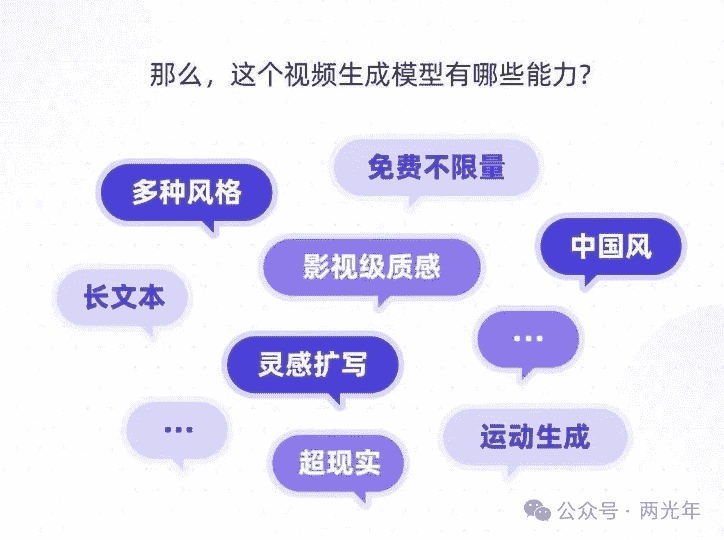 那么，这个视频生成模型有哪些能力？
免费不限量
多种风格
中国风
影视级质感
长文本
...
灵感扩写
...
运动生成
超现实
公众号 · 两光年